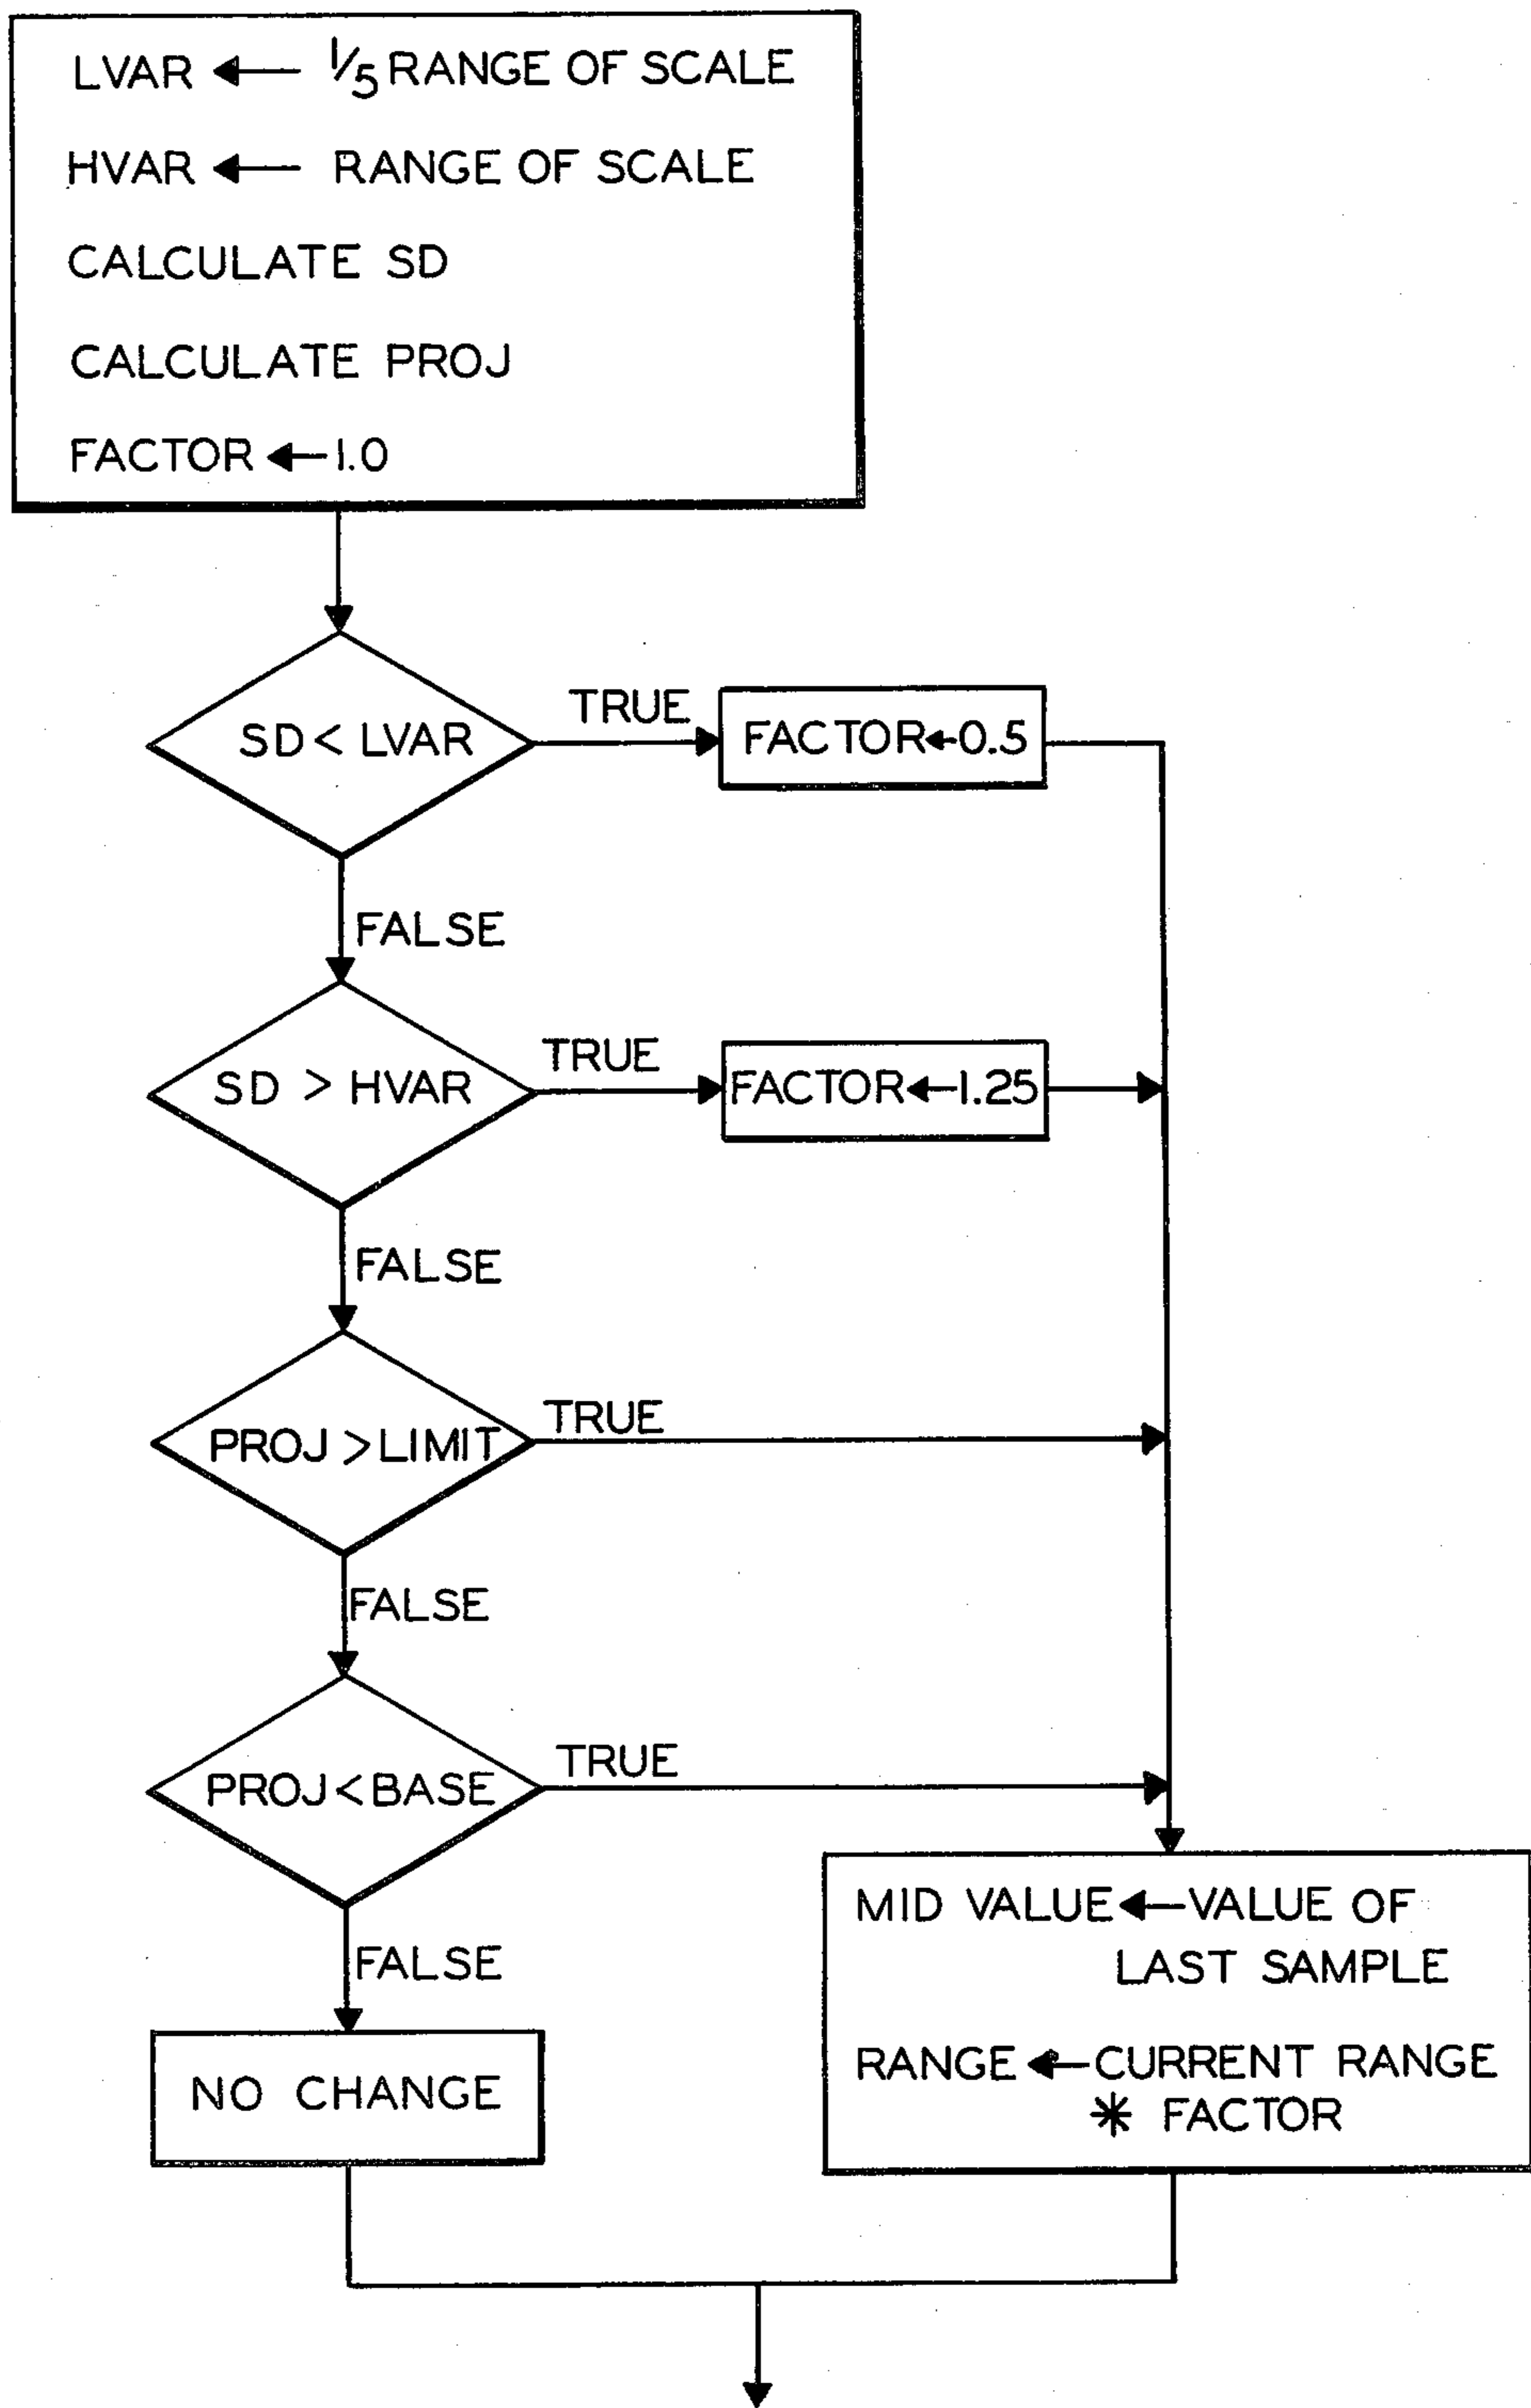 LVAR ← 1/5 RANGE OF SCALE
HVAR ← RANGE OF SCALE
CALCULATE SD
CALCULATE PROJ
FACTOR ← 1.0
SD < LVAR
TRUE
FACTOR ← 0.5
FALSE
SD > HVAR
TRUE
FACTOR ← 1.25
FALSE
PROJ > LIMIT
TRUE
FALSE
PROJ < BASE
TRUE
FALSE
NO CHANGE
MID VALUE ← VALUE OF
LAST SAMPLE
RANGE ← CURRENT RANGE
* FACTOR